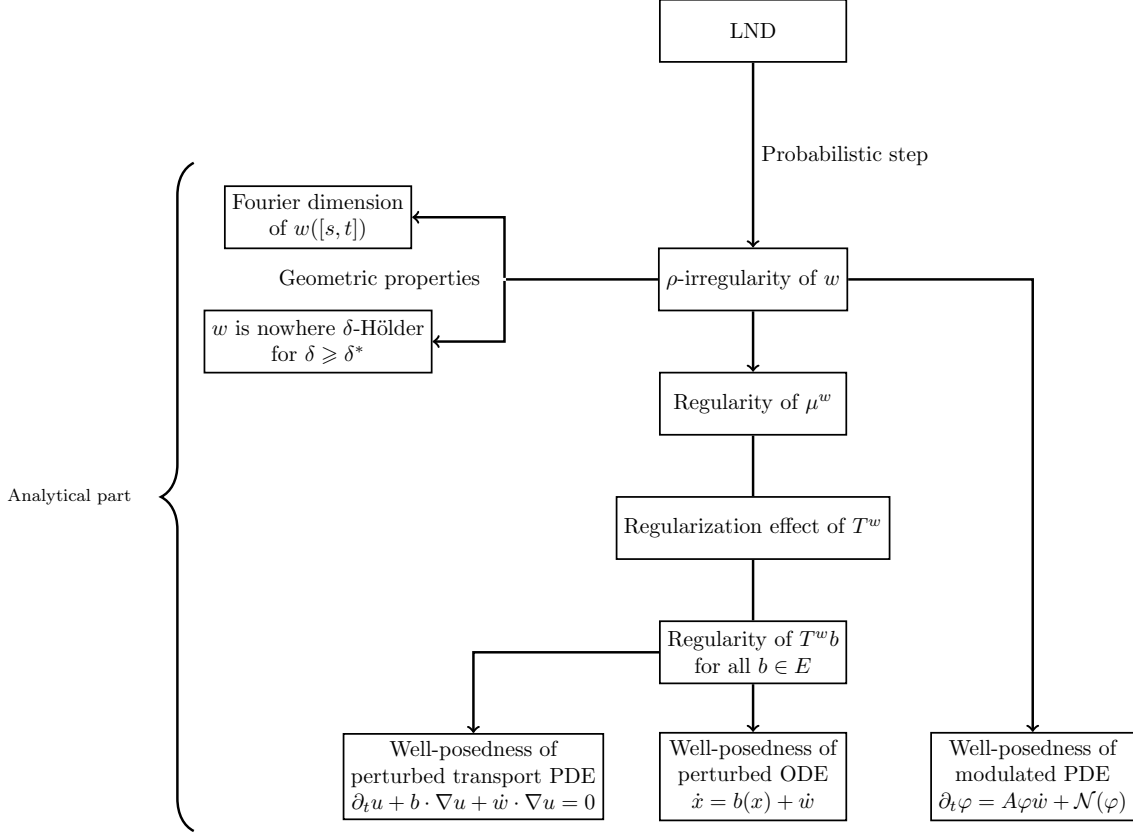 LND
Probabilistic step
Fourier dimension
of w([s, t])
Geometric properties
ρ-irregularity of w
w is nowhere δ-Hölder
for δ ⩾ δ*
Regularity of μ^w
Analytical part
Regularization effect of T^w
Regularity of T^w b
for all b ∈ E
Well-posedness of
perturbed transport PDE
∂_t u + b · ∇u + ẇ · ∇u = 0
Well-posedness of
perturbed ODE
ẋ = b(x) + ẇ
Well-posedness of
modulated PDE
∂_t φ = Aφẇ + 𝒩(φ)